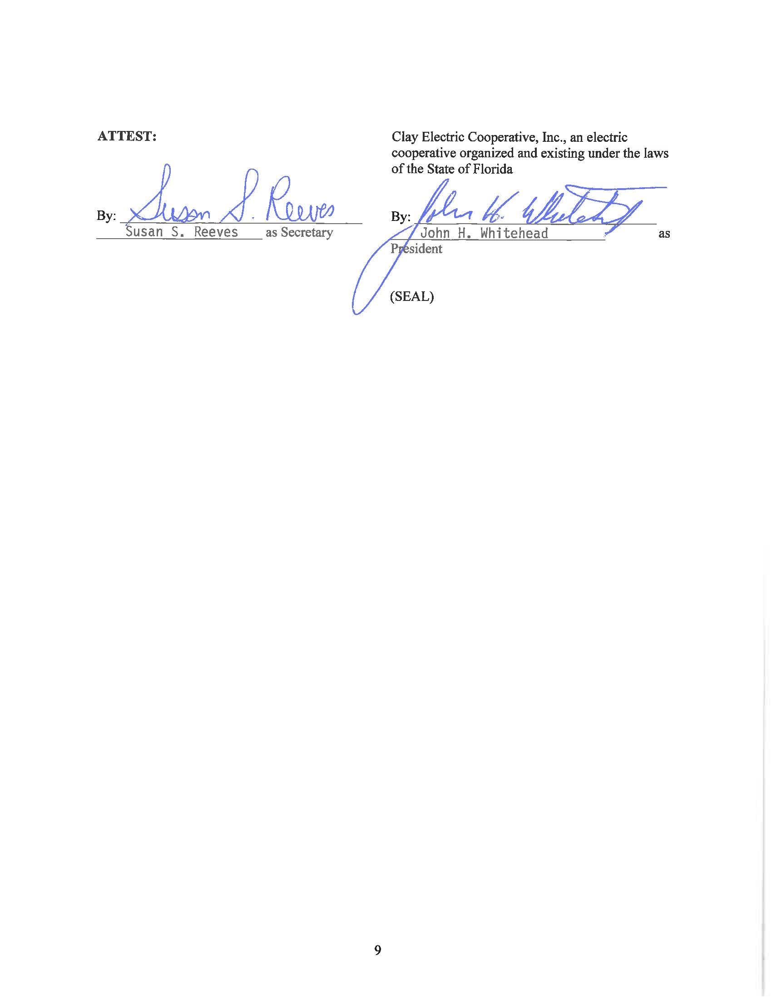 ATTEST:
By: Susan S. Reeves
Susan S. Reeves as Secretary
Clay Electric Cooperative, Inc., an electric
cooperative organized and existing under the laws
of the State of Florida
By: John H. Whitehead
John H. Whitehead as
President
(SEAL)
9